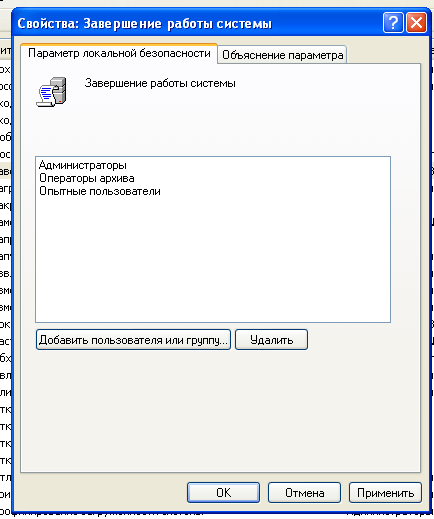 Свойства: Завершение работы системы
Параметр локальной безопасности
Объяснение параметра
Завершение работы системы
Администраторы
Операторы архива
Опытные пользователи
Добавить пользователя или группу...
Удалить
OK
Отмена
Применить